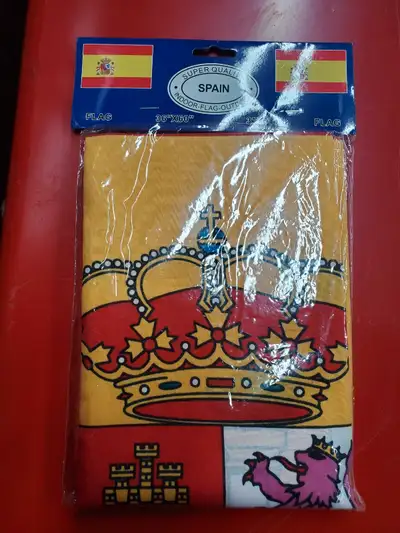 SUPER QUALITY
SPAIN
INDOOR-FLAG-OUTDOOR
FLAG
36"X60"
FLAG